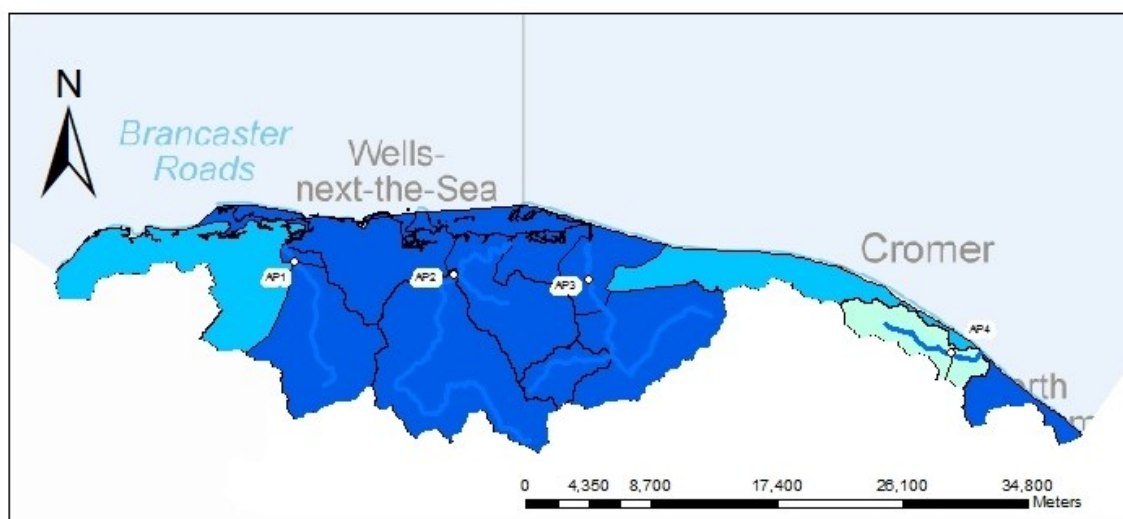 N
Brancaster
Roads
Wells-
next-the-Sea
Cromer
AP1
AP2
AP3
AP4
orth
0 4,350 8,700 17,400 26,100 34,800
Meters